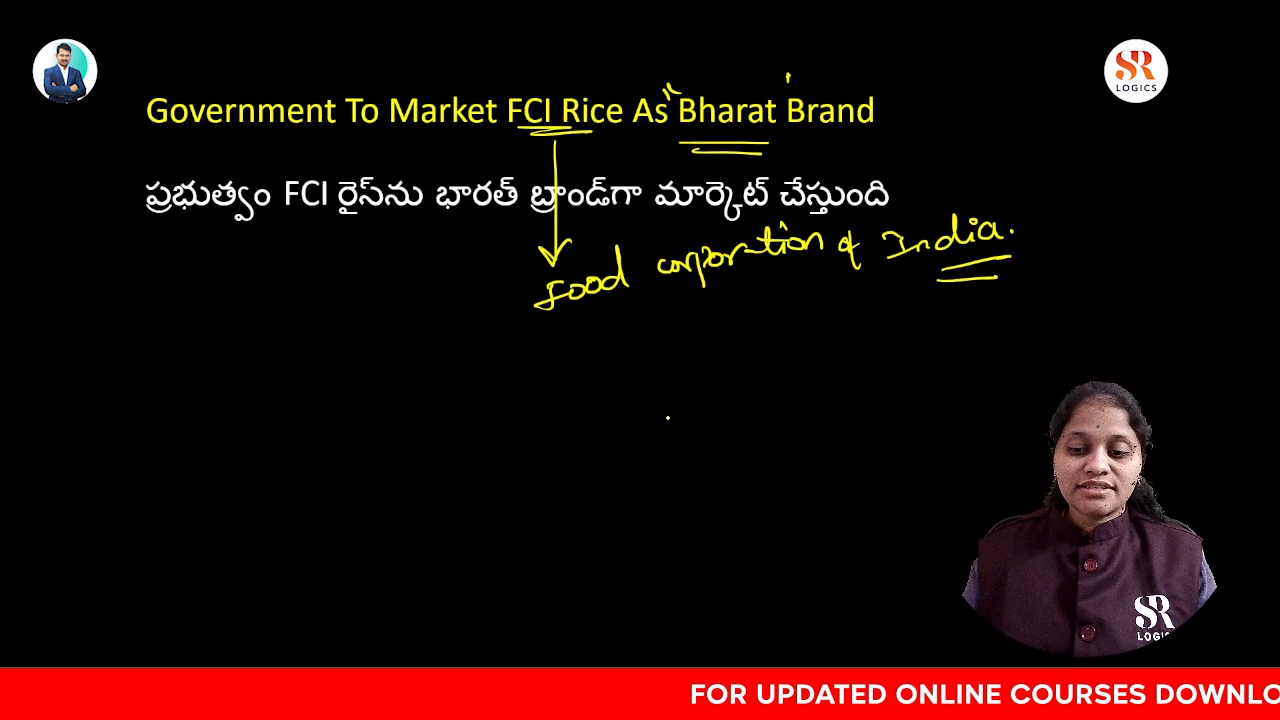 SR
LOGICS
Government To Market FCI Rice As Bharat Brand
ప్రభుత్వం FCI రైస్‌ను భారత్ బ్రాండ్‌గా మార్కెట్ చేస్తుంది
Food corporation of India.
SR
LOGICS
FOR UPDATED ONLINE COURSES DOWNLO